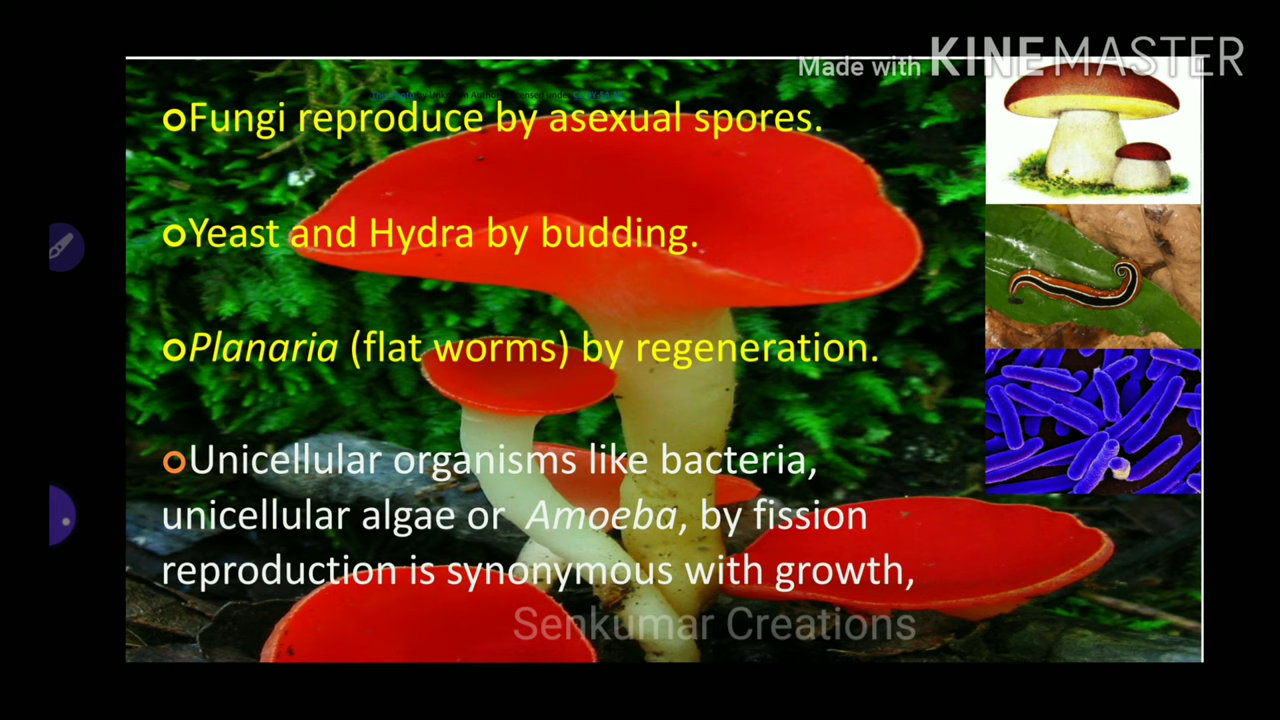 Made with KINEMASTER
Fungi reproduce by asexual spores.
Yeast and Hydra by budding.
Planaria (flat worms) by regeneration.
Unicellular organisms like bacteria,
unicellular algae or Amoeba, by fission
reproduction is synonymous with growth,
Senkumar Creations